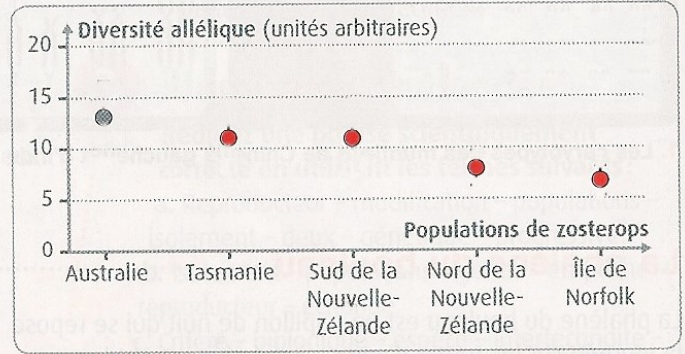 Diversité allélique (unités arbitraires)
20
15
10
5
0
Populations de zosterops
Australie
Tasmanie
Sud de la
Nouvelle-
Zélande
Nord de la
Nouvelle-
Zélande
Île de
Norfolk